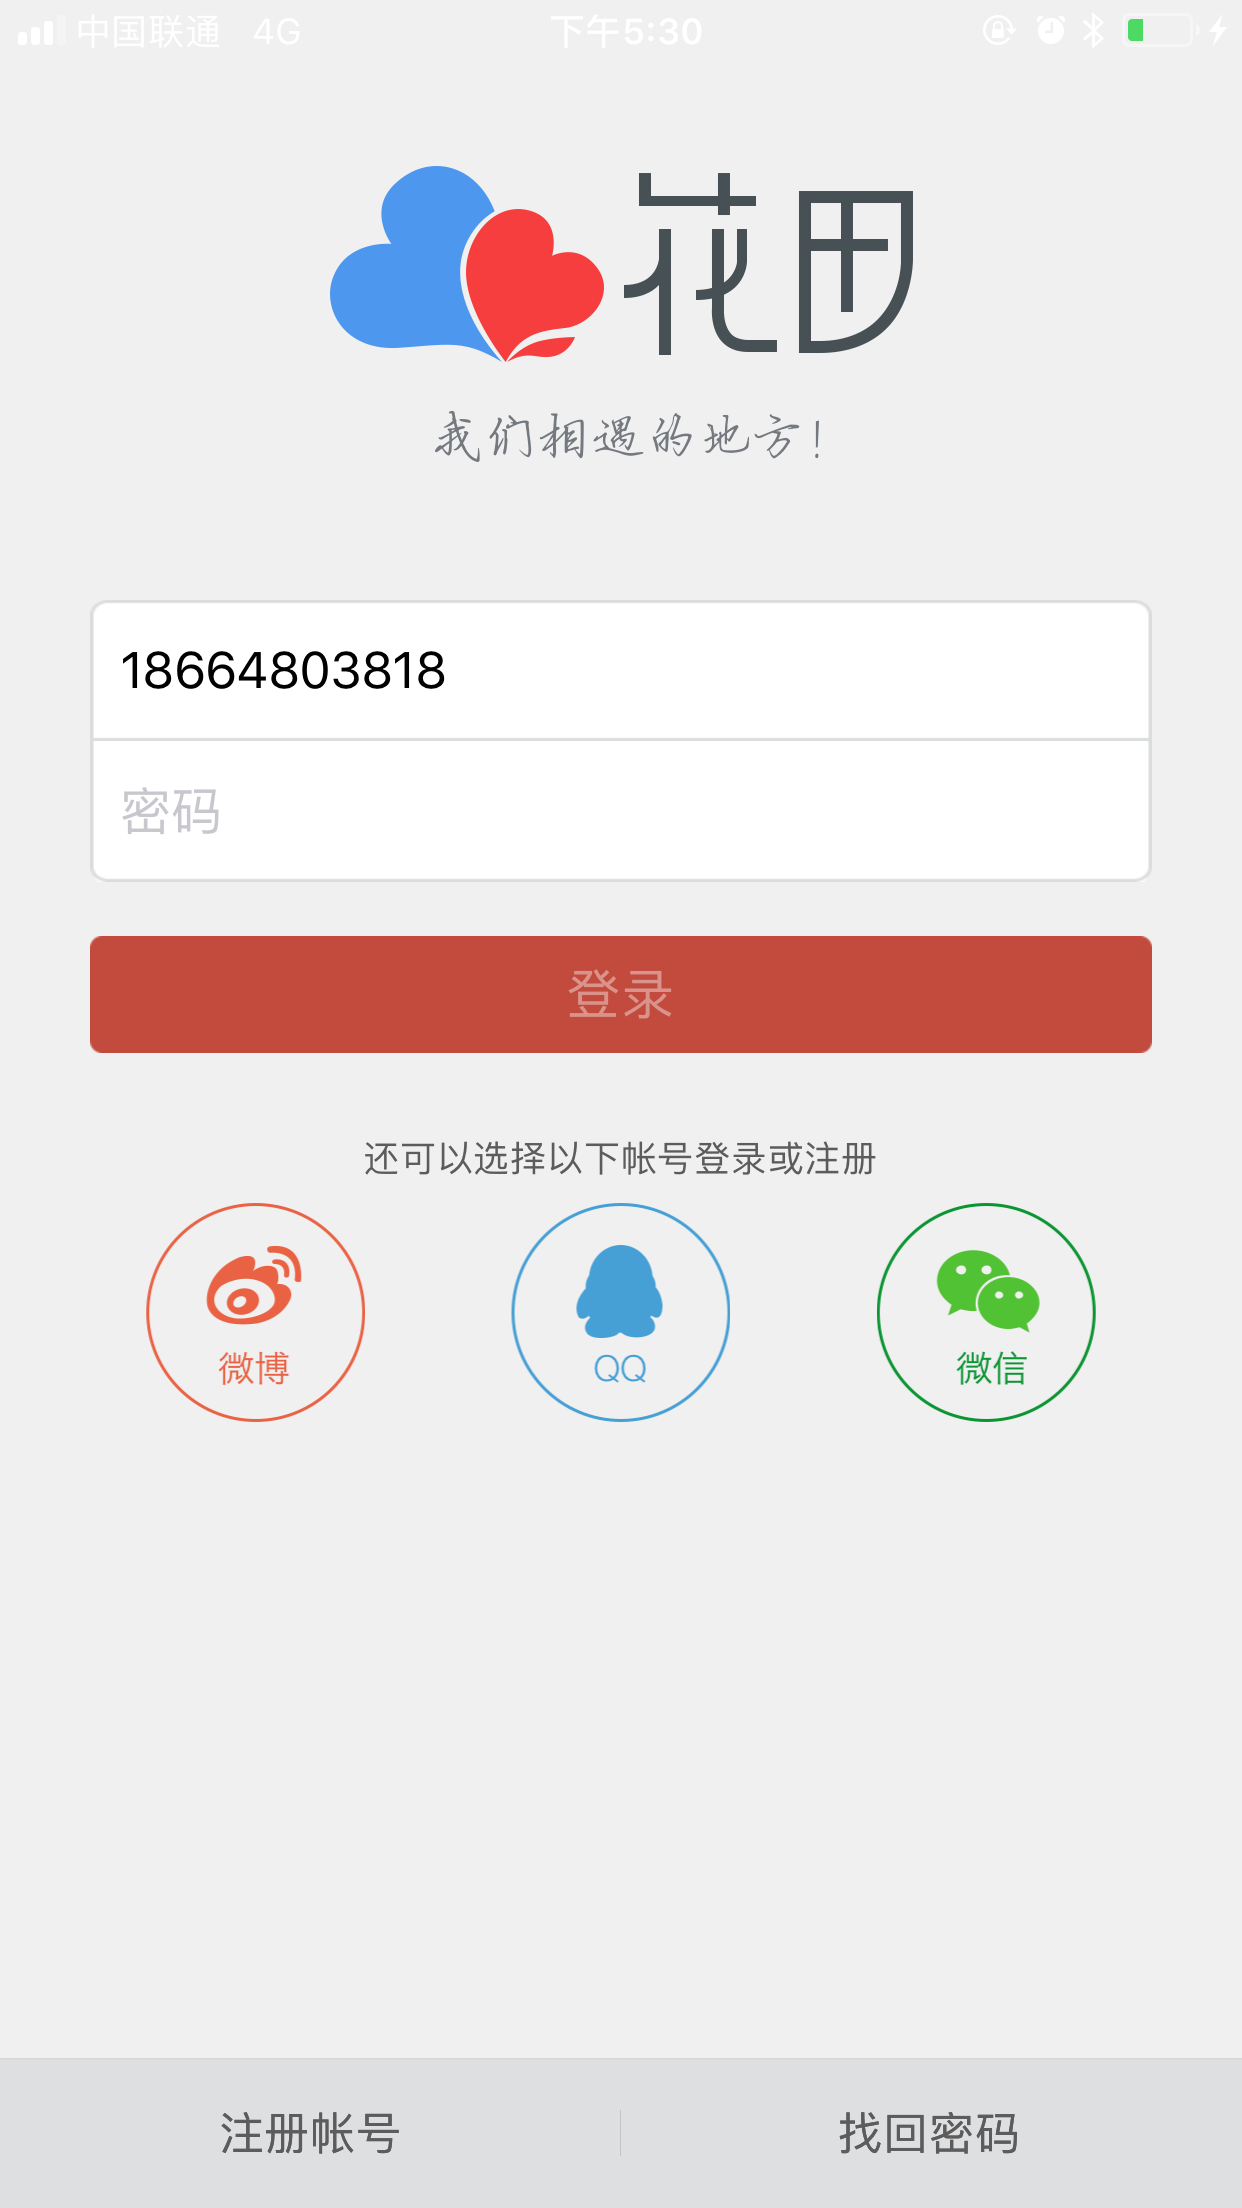 中国联通 4G 下午5:30
花田
我们相遇的地方!
18664803818
密码
登录
还可以选择以下帐号登录或注册
微博 QQ 微信
注册帐号 找回密码